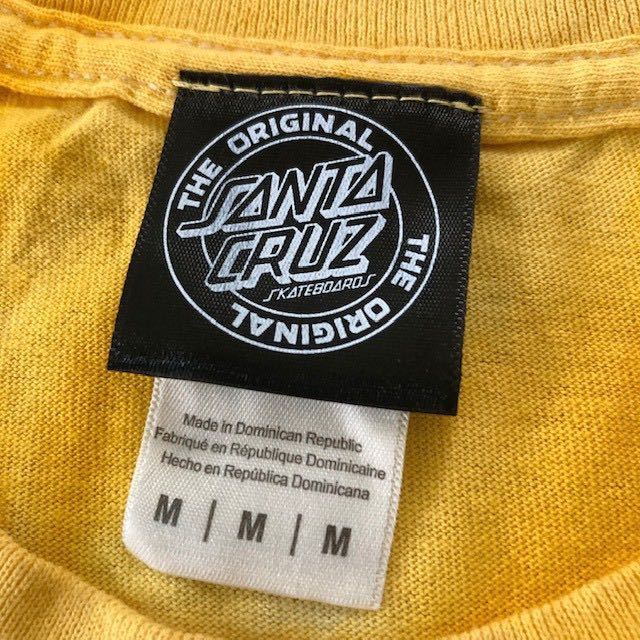 THE ORIGINAL
SANTA
CRUZ
SKATEBOARDS
THE ORIGINAL
Made in Dominican Republic
Fabriqué en République Dominicaine
Hecho en República Dominicana
M | M | M